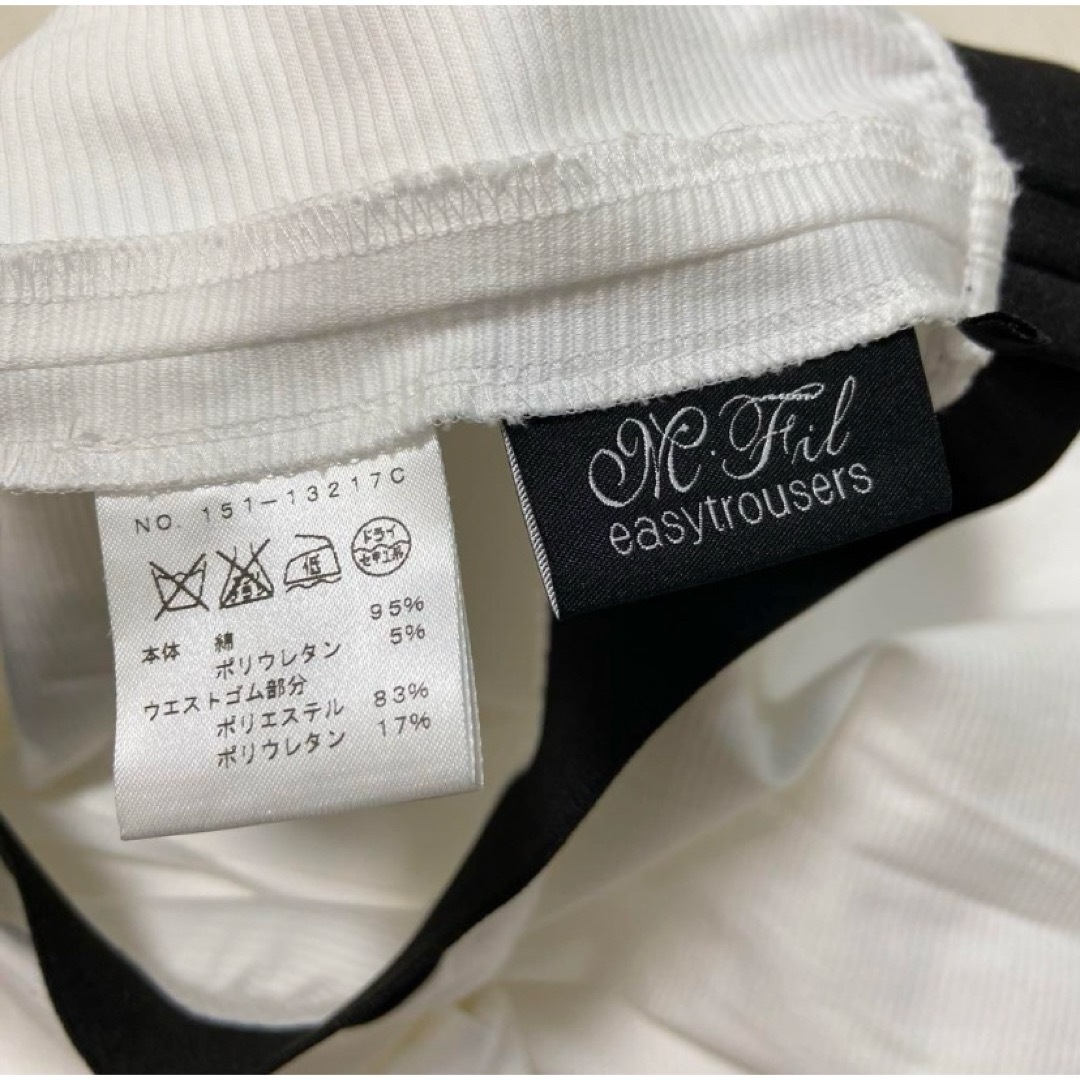 NO. 151-13217C
低 ドライ セキユ系
本体 綿 95%
ポリウレタン 5%
ウエストゴム部分
ポリエステル 83%
ポリウレタン 17%
M.Fil
easytrousers